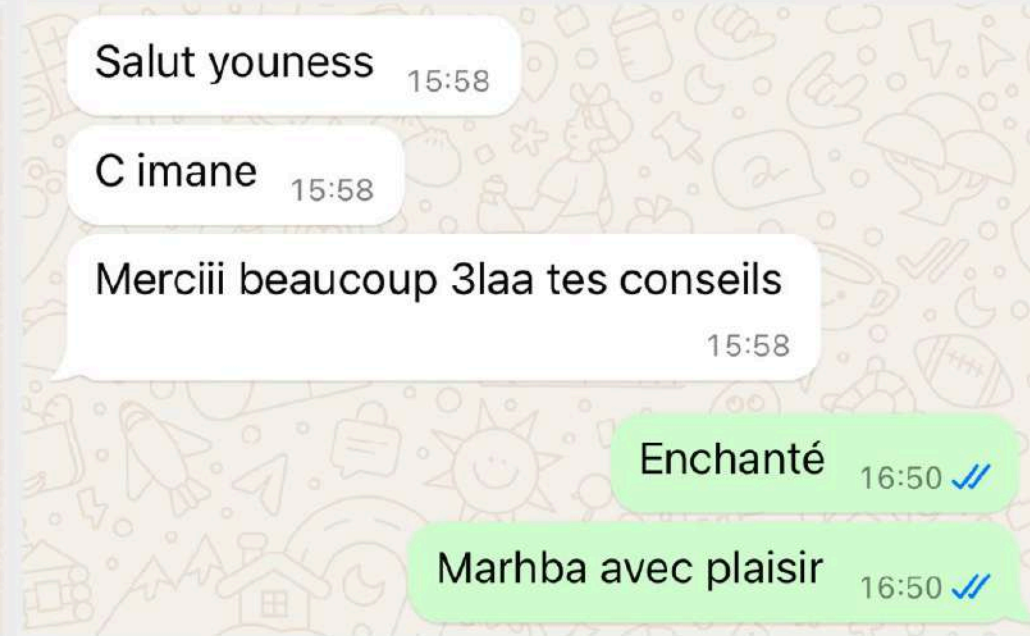 Salut youness 15:58
C imane 15:58
Merciii beaucoup 3laa tes conseils
15:58
Enchanté 16:50
Marhba avec plaisir 16:50